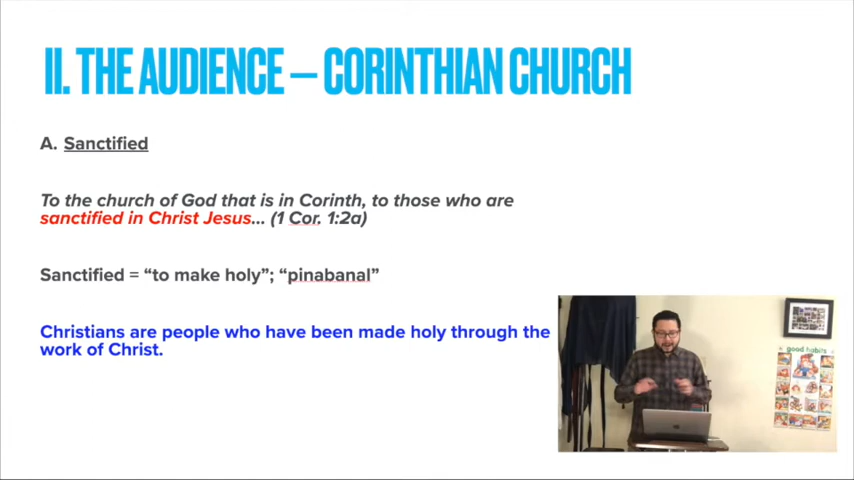 II. THE AUDIENCE – CORINTHIAN CHURCH
A. Sanctified
To the church of God that is in Corinth, to those who are
sanctified in Christ Jesus... (1 Cor. 1:2a)
Sanctified = “to make holy”; “pinabanal”
Christians are people who have been made holy through the
work of Christ.
good habits